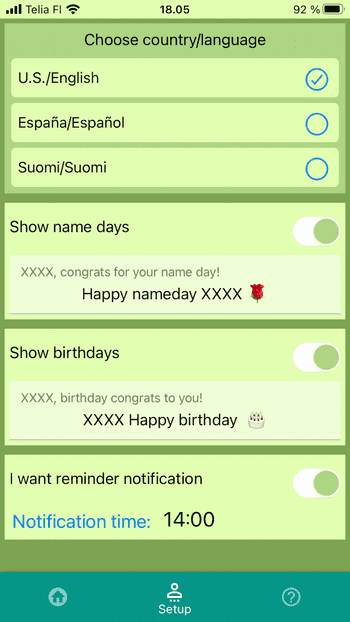 Telia FI 18.05 92 %
Choose country/language
U.S./English
España/Español
Suomi/Suomi
Show name days
XXXX, congrats for your name day!
Happy nameday XXXX 🌹
Show birthdays
XXXX, birthday congrats to you!
XXXX Happy birthday 🎂
I want reminder notification
Notification time: 14:00
?
Setup